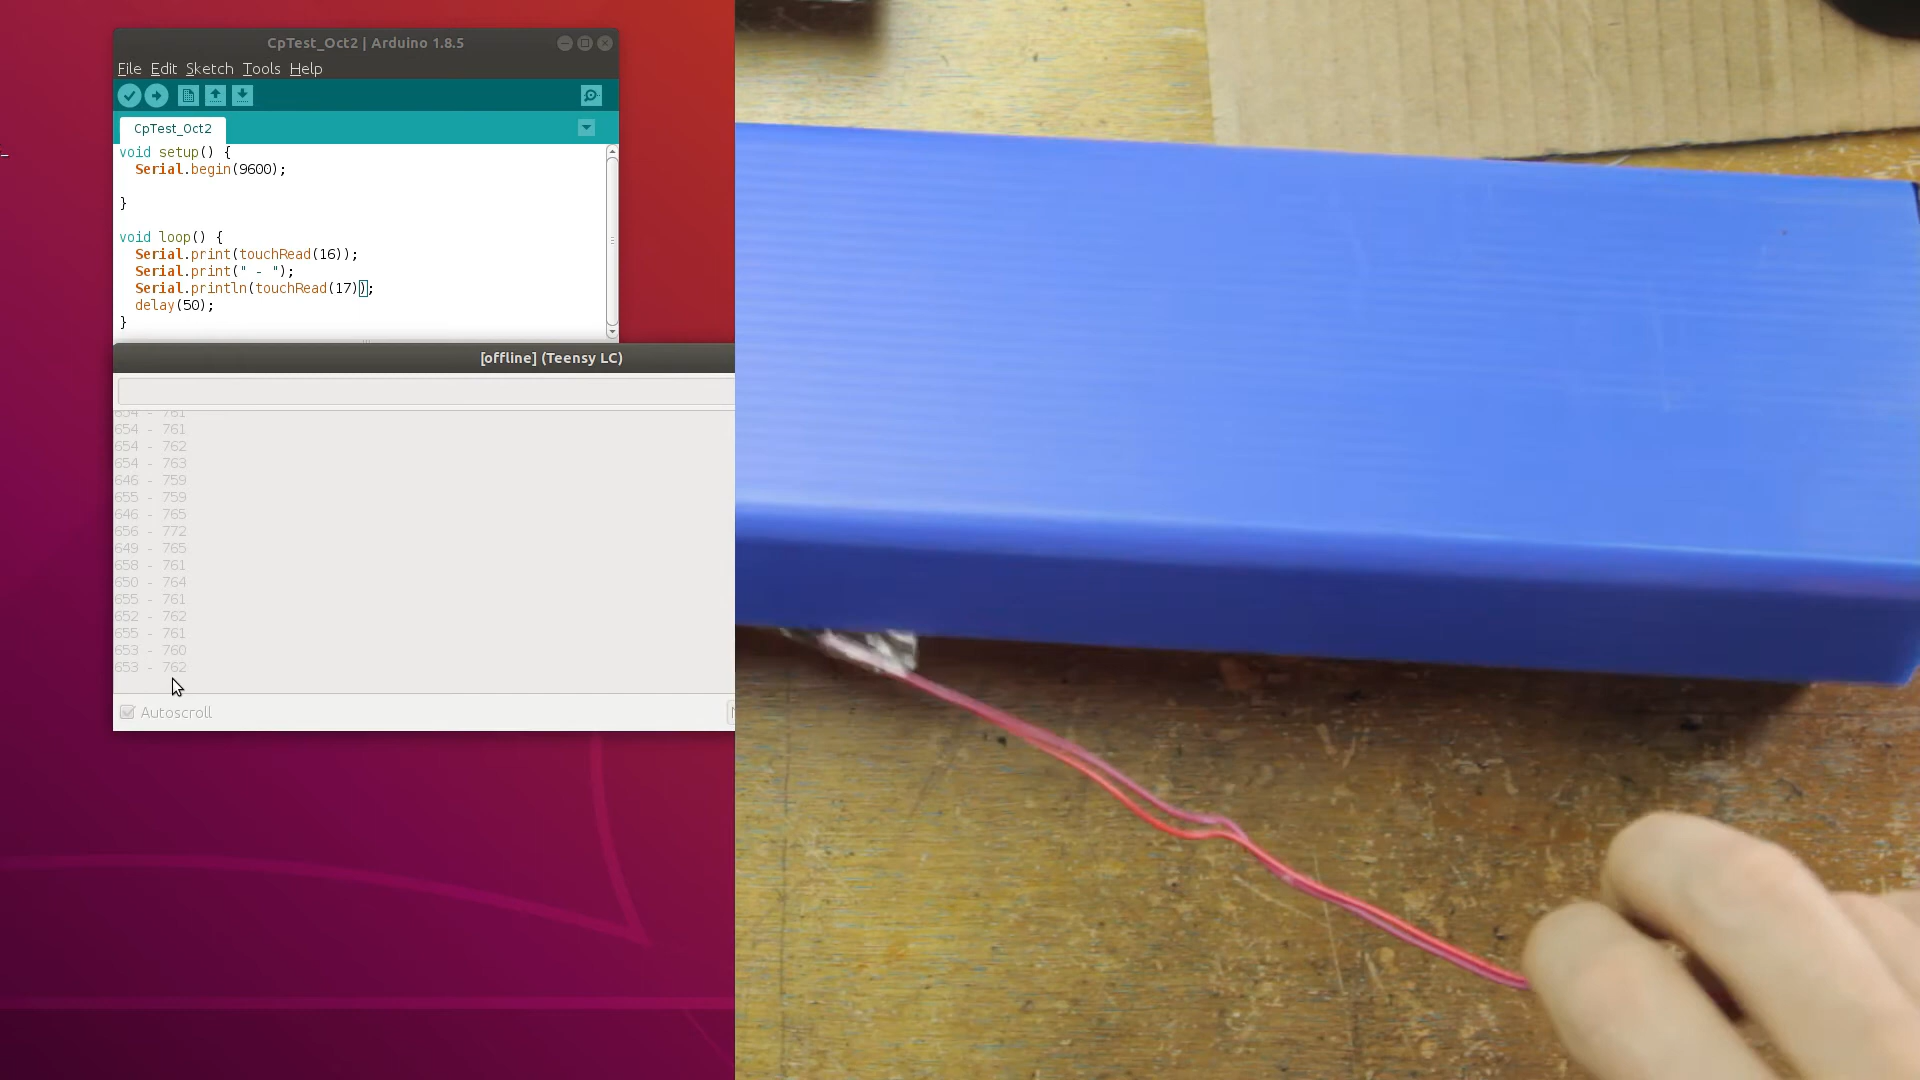 CpTest_Oct2 | Arduino 1.8.5
File Edit Sketch Tools Help
CpTest_Oct2
void setup() {
  Serial.begin(9600);
}
void loop() {
  Serial.print(touchRead(16));
  Serial.print(" - ");
  Serial.println(touchRead(17));
  delay(50);
}
[offline] (Teensy LC)
654 - 761
654 - 761
654 - 762
654 - 763
646 - 759
655 - 759
646 - 765
656 - 772
649 - 765
658 - 761
650 - 764
655 - 761
652 - 762
655 - 761
653 - 760
653 - 762
Autoscroll